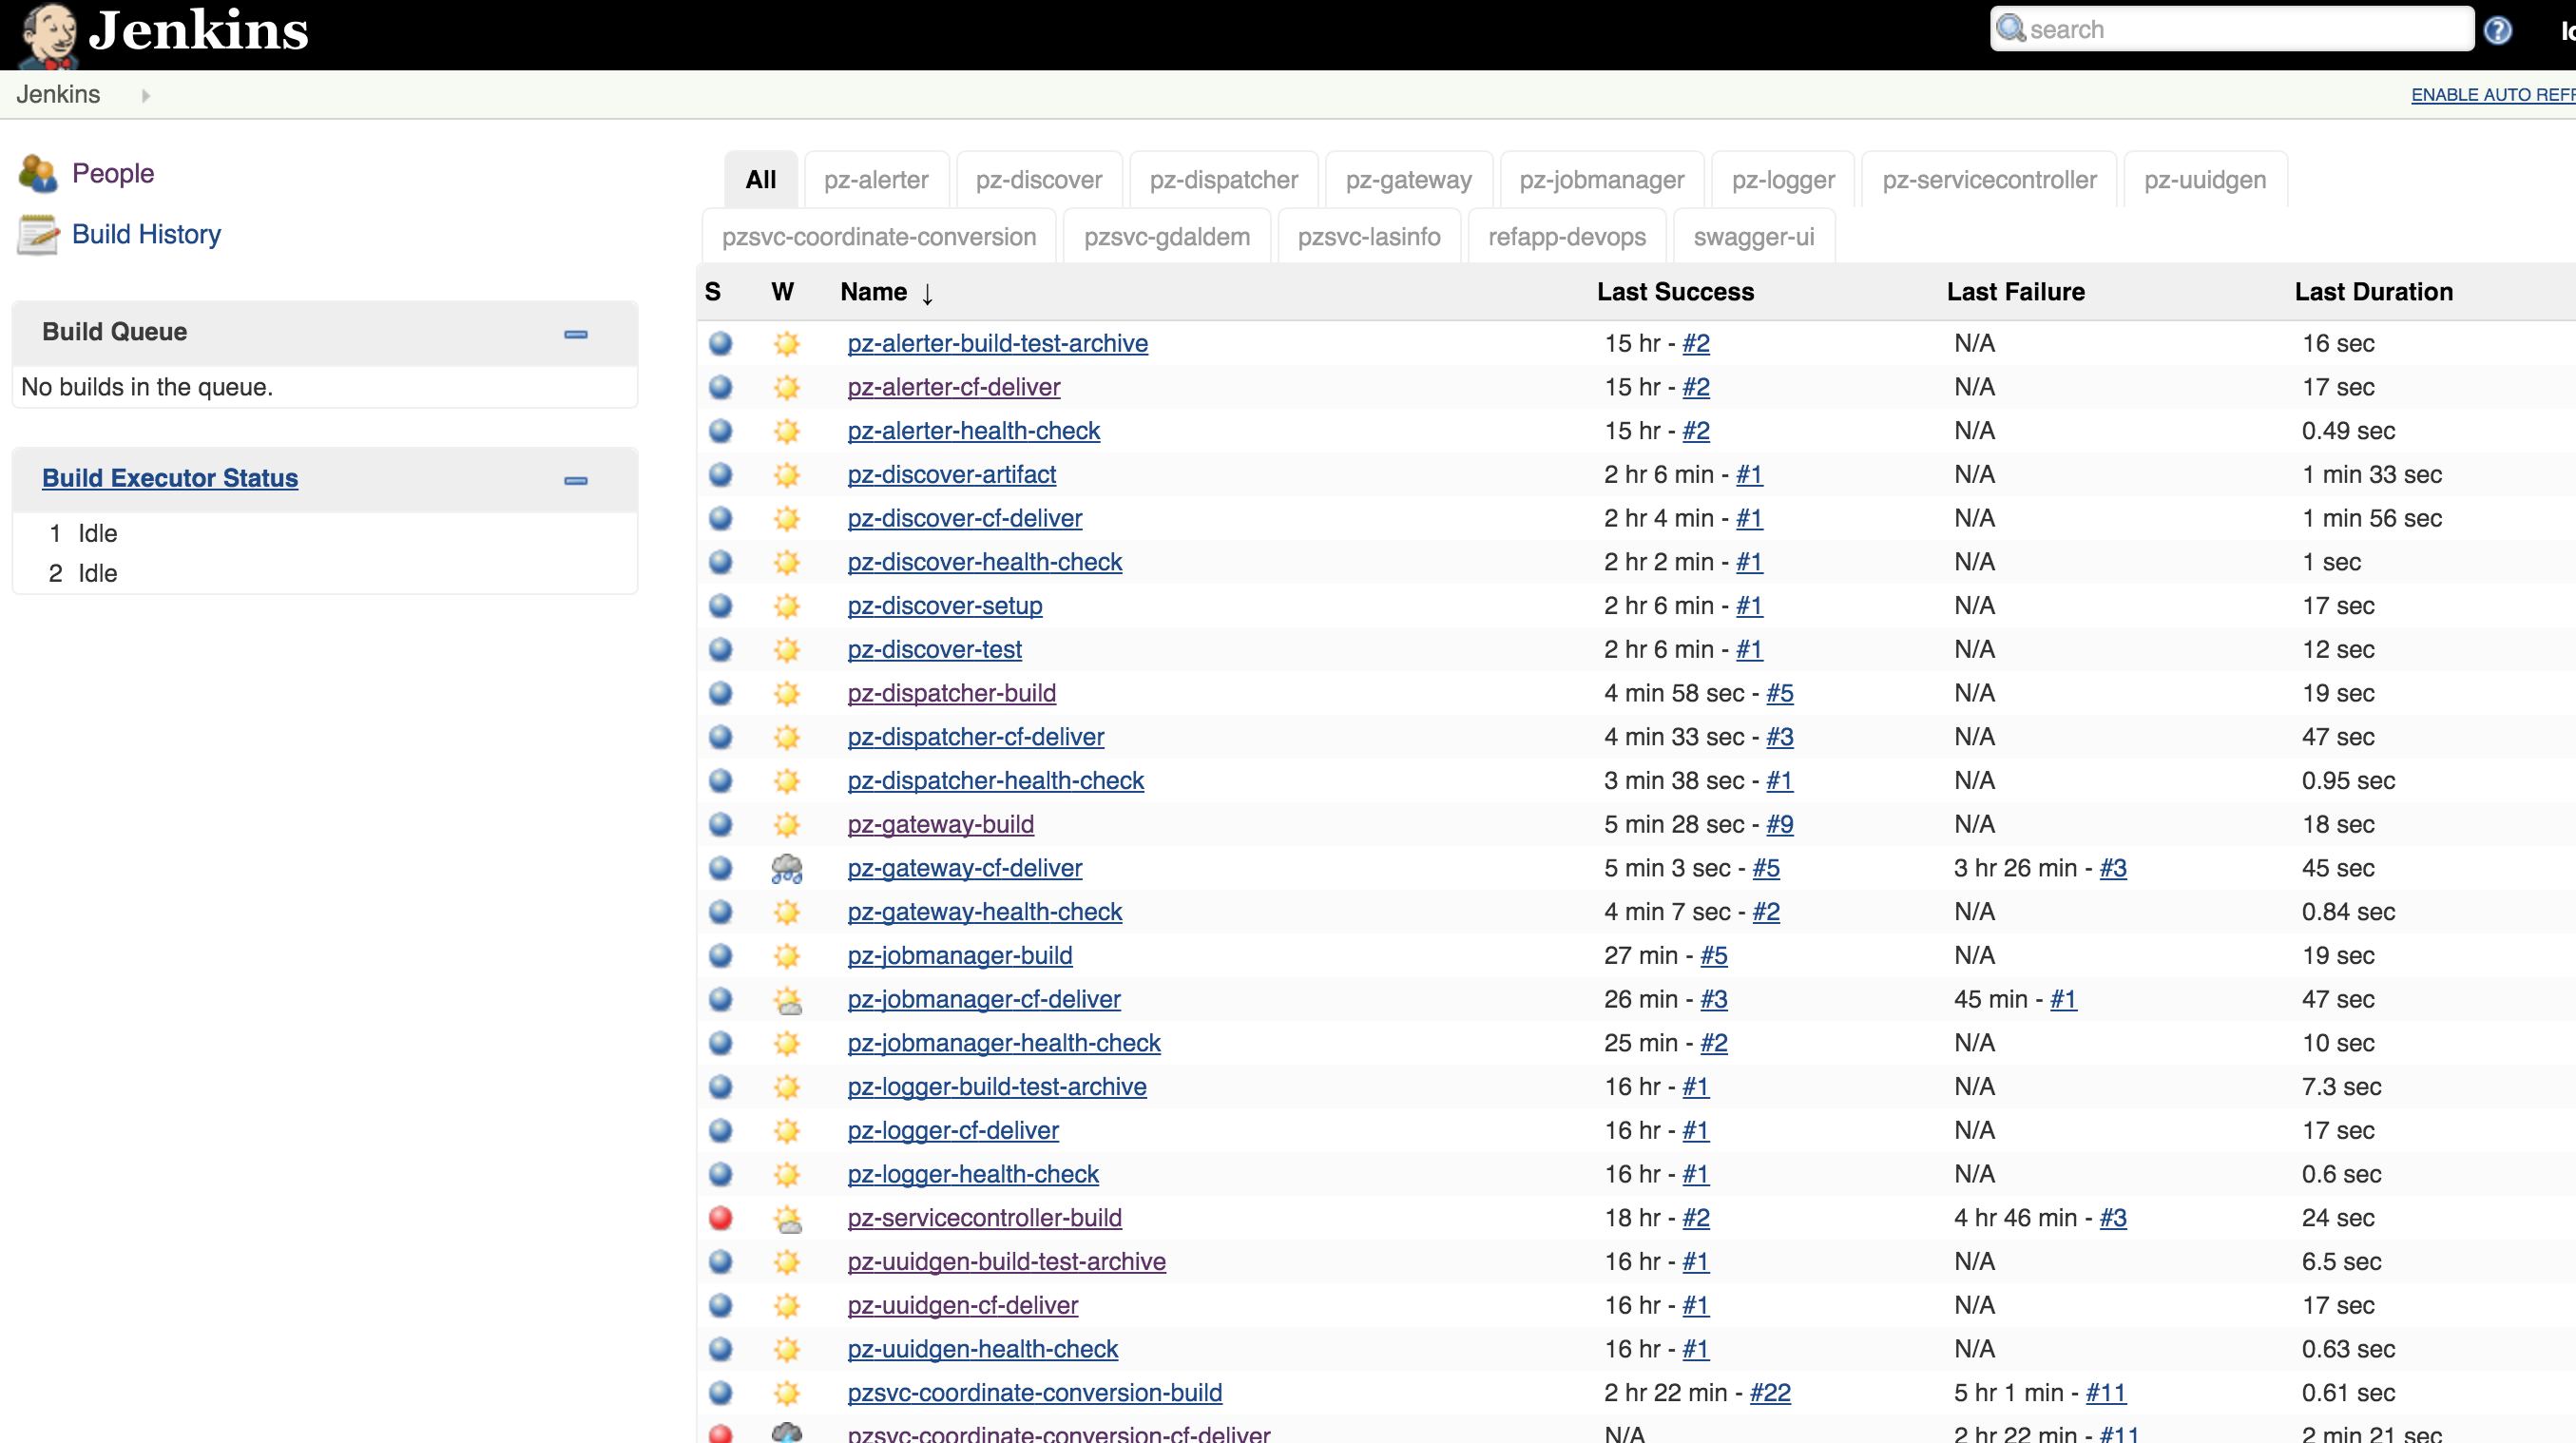 Jenkins
search
?
Jenkins
ENABLE AUTO REF
People
Build History
Build Queue
No builds in the queue.
Build Executor Status
1 Idle
2 Idle
All pz-alerter pz-discover pz-dispatcher pz-gateway pz-jobmanager pz-logger pz-servicecontroller pz-uuidgen
pzsvc-coordinate-conversion pzsvc-gdaldem pzsvc-lasinfo refapp-devops swagger-ui
S W Name ↓ Last Success Last Failure Last Duration
pz-alerter-build-test-archive 15 hr - #2 N/A 16 sec
pz-alerter-cf-deliver 15 hr - #2 N/A 17 sec
pz-alerter-health-check 15 hr - #2 N/A 0.49 sec
pz-discover-artifact 2 hr 6 min - #1 N/A 1 min 33 sec
pz-discover-cf-deliver 2 hr 4 min - #1 N/A 1 min 56 sec
pz-discover-health-check 2 hr 2 min - #1 N/A 1 sec
pz-discover-setup 2 hr 6 min - #1 N/A 17 sec
pz-discover-test 2 hr 6 min - #1 N/A 12 sec
pz-dispatcher-build 4 min 58 sec - #5 N/A 19 sec
pz-dispatcher-cf-deliver 4 min 33 sec - #3 N/A 47 sec
pz-dispatcher-health-check 3 min 38 sec - #1 N/A 0.95 sec
pz-gateway-build 5 min 28 sec - #9 N/A 18 sec
pz-gateway-cf-deliver 5 min 3 sec - #5 3 hr 26 min - #3 45 sec
pz-gateway-health-check 4 min 7 sec - #2 N/A 0.84 sec
pz-jobmanager-build 27 min - #5 N/A 19 sec
pz-jobmanager-cf-deliver 26 min - #3 45 min - #1 47 sec
pz-jobmanager-health-check 25 min - #2 N/A 10 sec
pz-logger-build-test-archive 16 hr - #1 N/A 7.3 sec
pz-logger-cf-deliver 16 hr - #1 N/A 17 sec
pz-logger-health-check 16 hr - #1 N/A 0.6 sec
pz-servicecontroller-build 18 hr - #2 4 hr 46 min - #3 24 sec
pz-uuidgen-build-test-archive 16 hr - #1 N/A 6.5 sec
pz-uuidgen-cf-deliver 16 hr - #1 N/A 17 sec
pz-uuidgen-health-check 16 hr - #1 N/A 0.63 sec
pzsvc-coordinate-conversion-build 2 hr 22 min - #22 5 hr 1 min - #11 0.61 sec
pzsvc-coordinate-conversion-cf-deliver N/A 2 hr 22 min - #11 2 min 21 sec